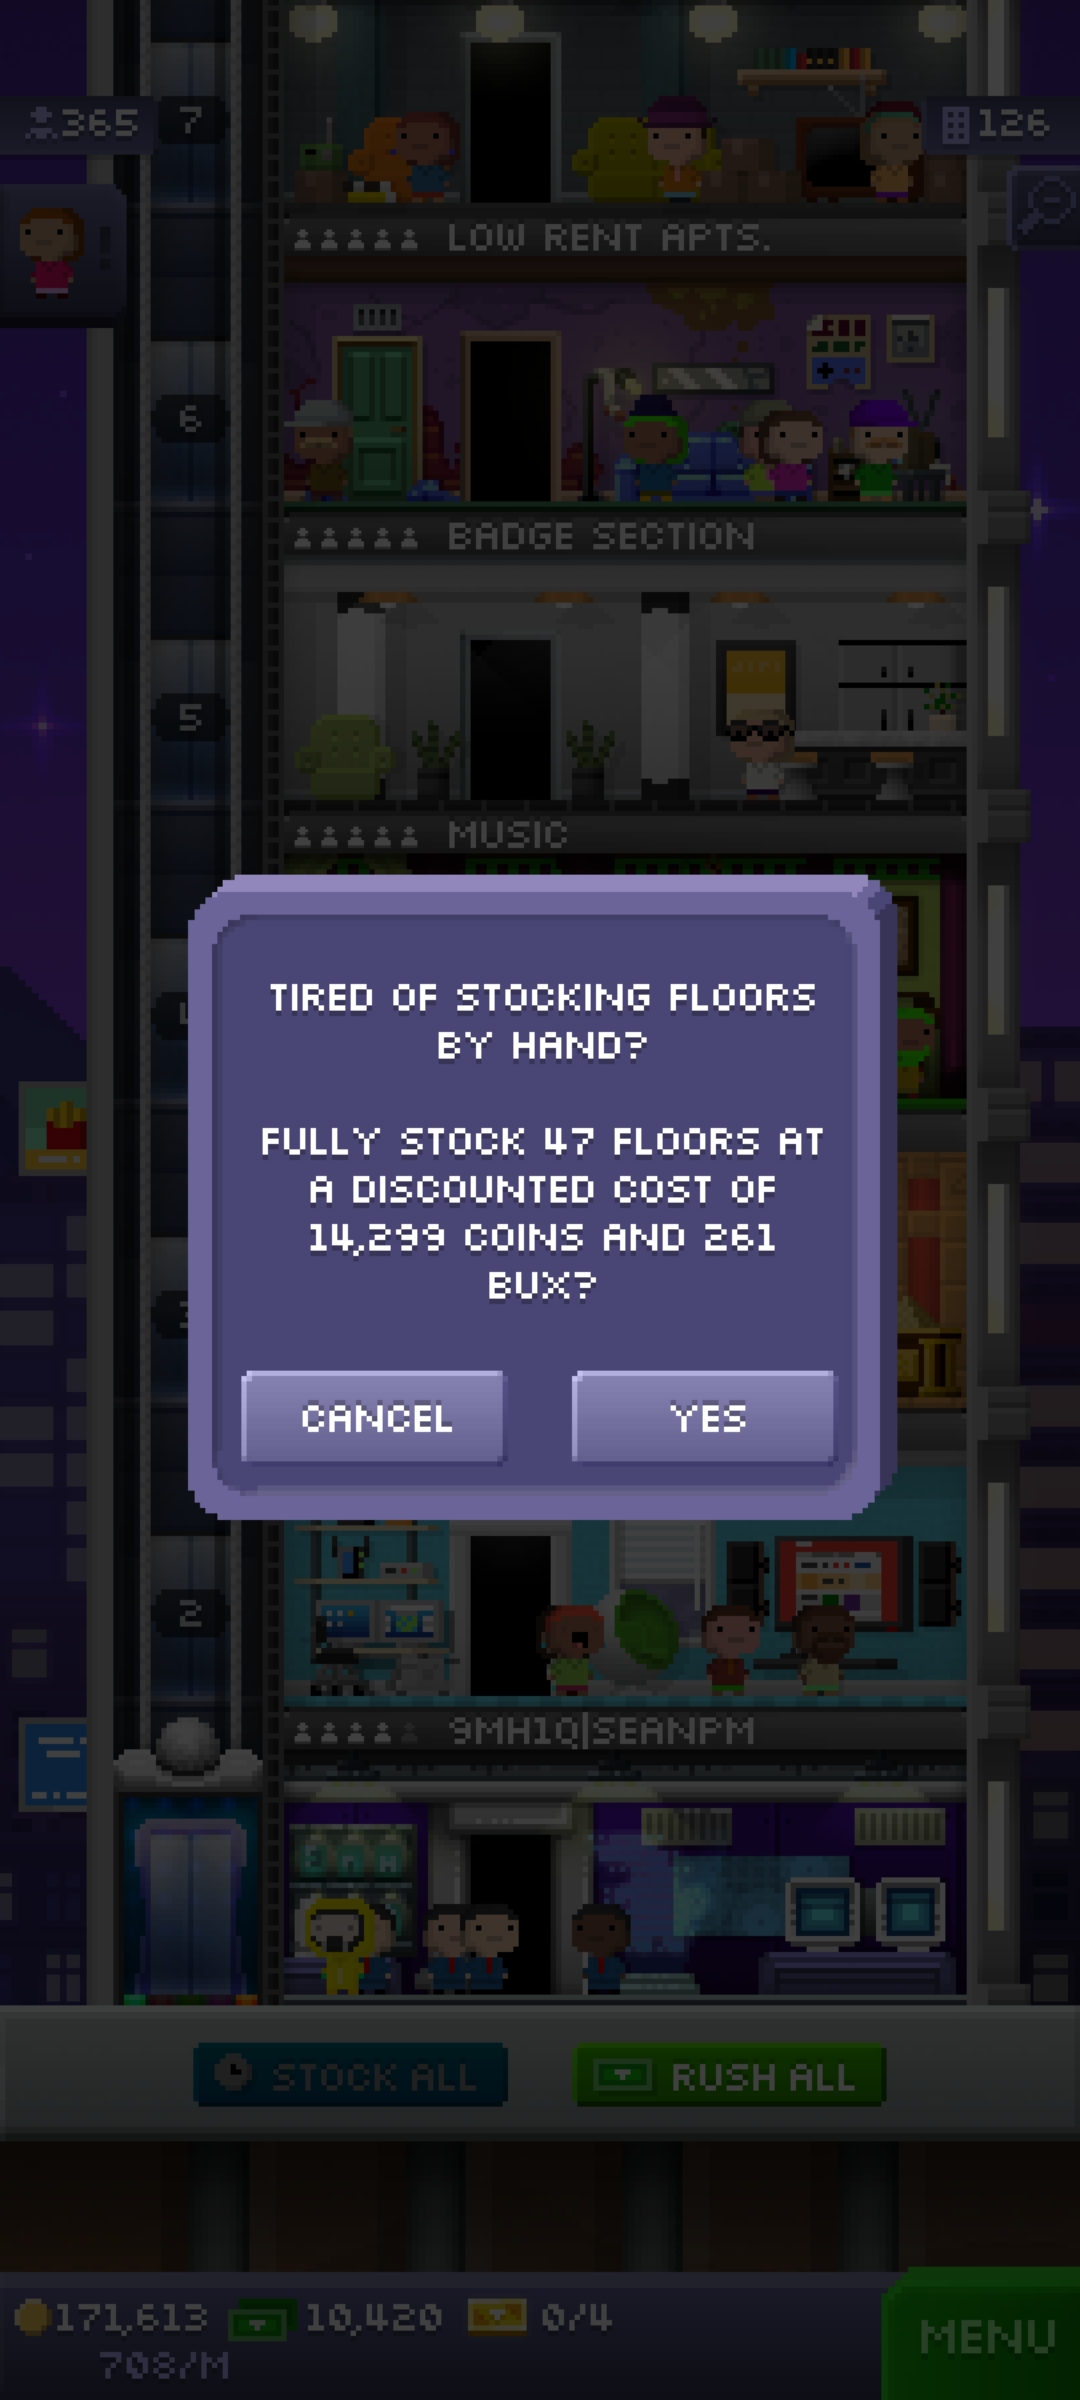 365
7
126
LOW RENT APTS.
6
BADGE SECTION
5
MUSIC
TIRED OF STOCKING FLOORS
BY HAND?
FULLY STOCK 47 FLOORS AT
A DISCOUNTED COST OF
14,299 COINS AND 261
BUX?
CANCEL
YES
2
9MH1Q|SEANPM
STOCK ALL
RUSH ALL
171,613
10,420
0/4
708/M
MENU